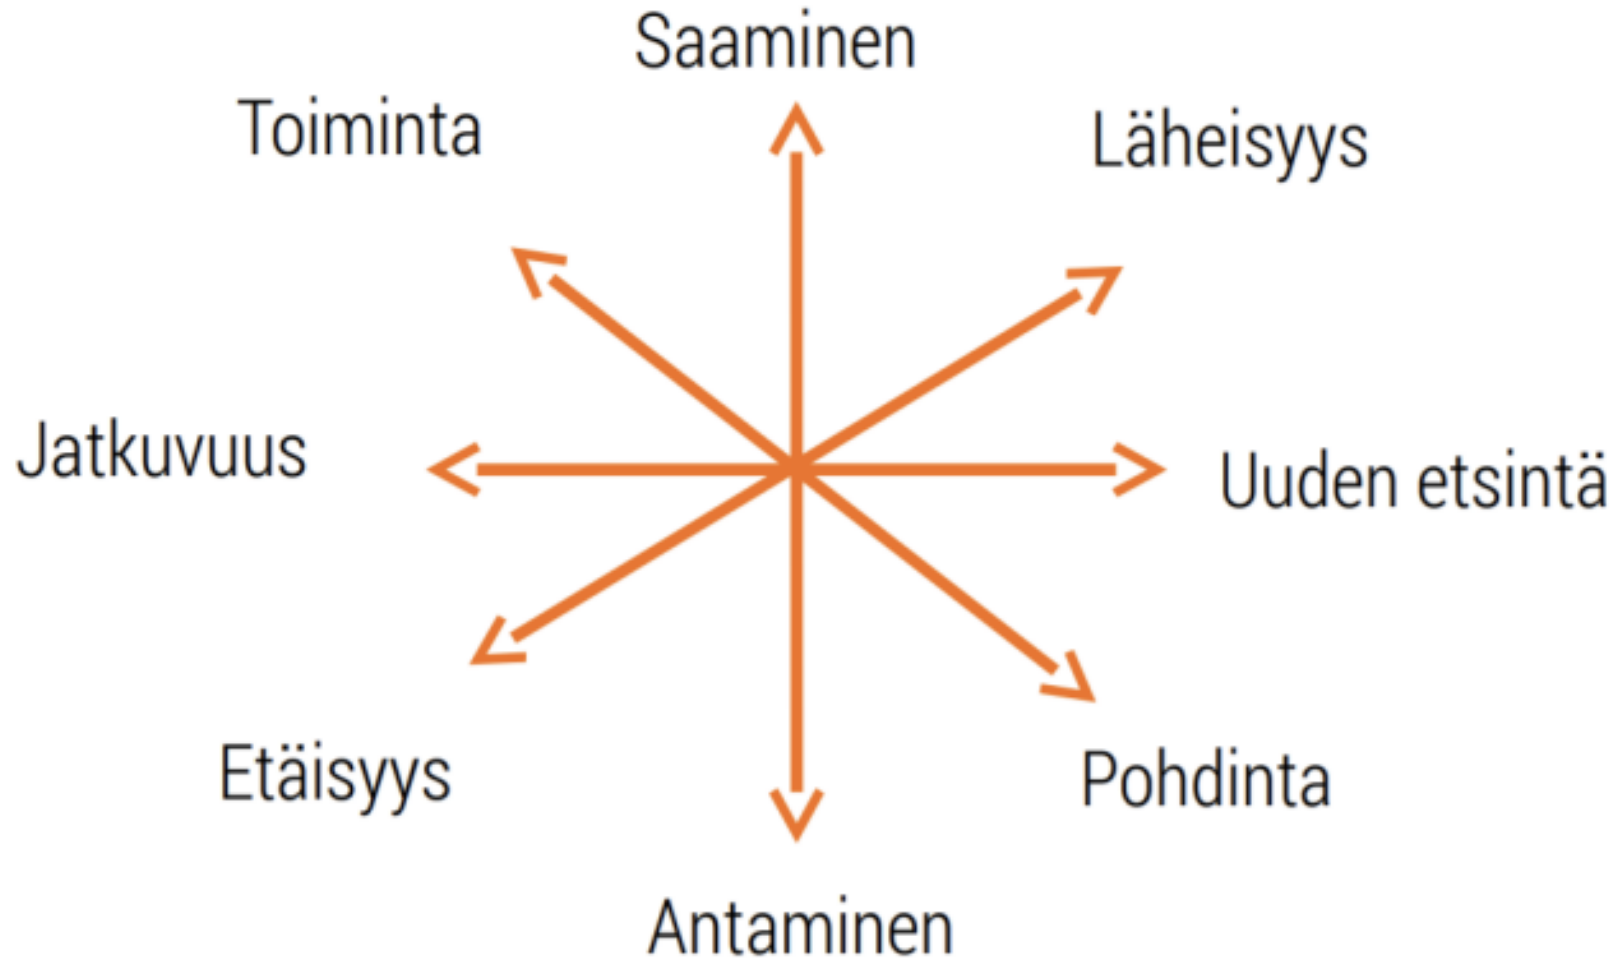 Saaminen
Toiminta
Läheisyys
Jatkuvuus
Uuden etsintä
Etäisyys
Pohdinta
Antaminen